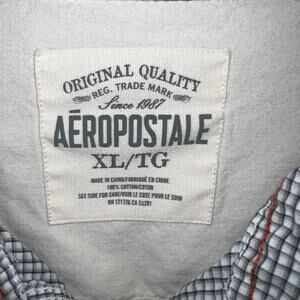 ORIGINAL QUALITY
REG. TRADE MARK
Since 1987
AÉROPOSTALE
XL/TG
MADE IN CHINA/FABRIQUÉ EN CHINE
100% COTTON/COTON
SEE SIDE FOR CARE/VOIR LE COTE POUR LE SOIN
RN 121726 CA 53281